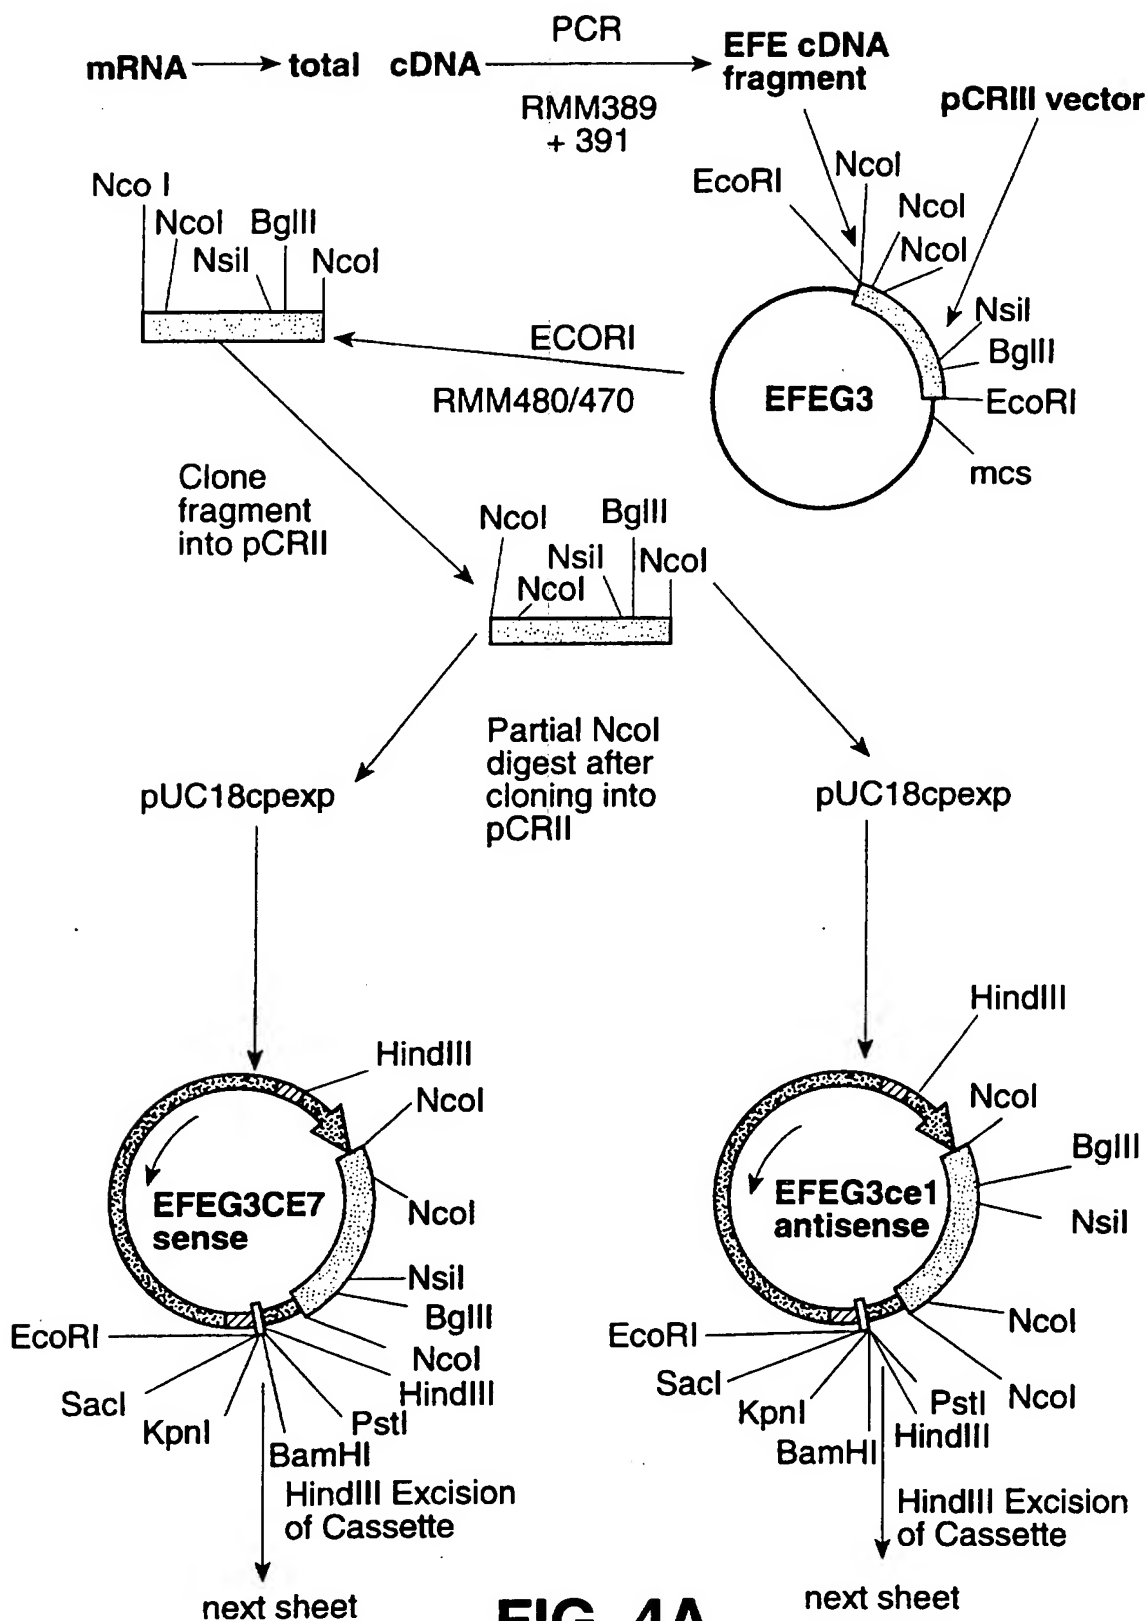 PCR
mRNA total cDNA EFE cDNA
fragment
RMM389
+ 391
pCRIII vector
EcoRI
NcoI
NcoI
NcoI
NsiI
BglII
EcoRI
mcs
EFEG3
Nco I
NcoI
BglII
NsiI
NcoI
ECORI
RMM480/470
Clone
fragment
into pCRII
NcoI
BglII
NsiI
NcoI
NcoI
Partial NcoI
digest after
cloning into
pCRII
pUC18cpexp
pUC18cpexp
HindIII
NcoI
EFEG3CE7
sense
NcoI
NsiI
BglII
NcoI
HindIII
EcoRI
SacI
KpnI
BamHI
PstI
HindIII Excision
of Cassette
next sheet
HindIII
NcoI
BglII
EFEG3ce1
antisense
NsiI
NcoI
EcoRI
SacI
KpnI
BamHI
HindIII
PstI
NcoI
HindIII Excision
of Cassette
next sheet
FIG. 4A